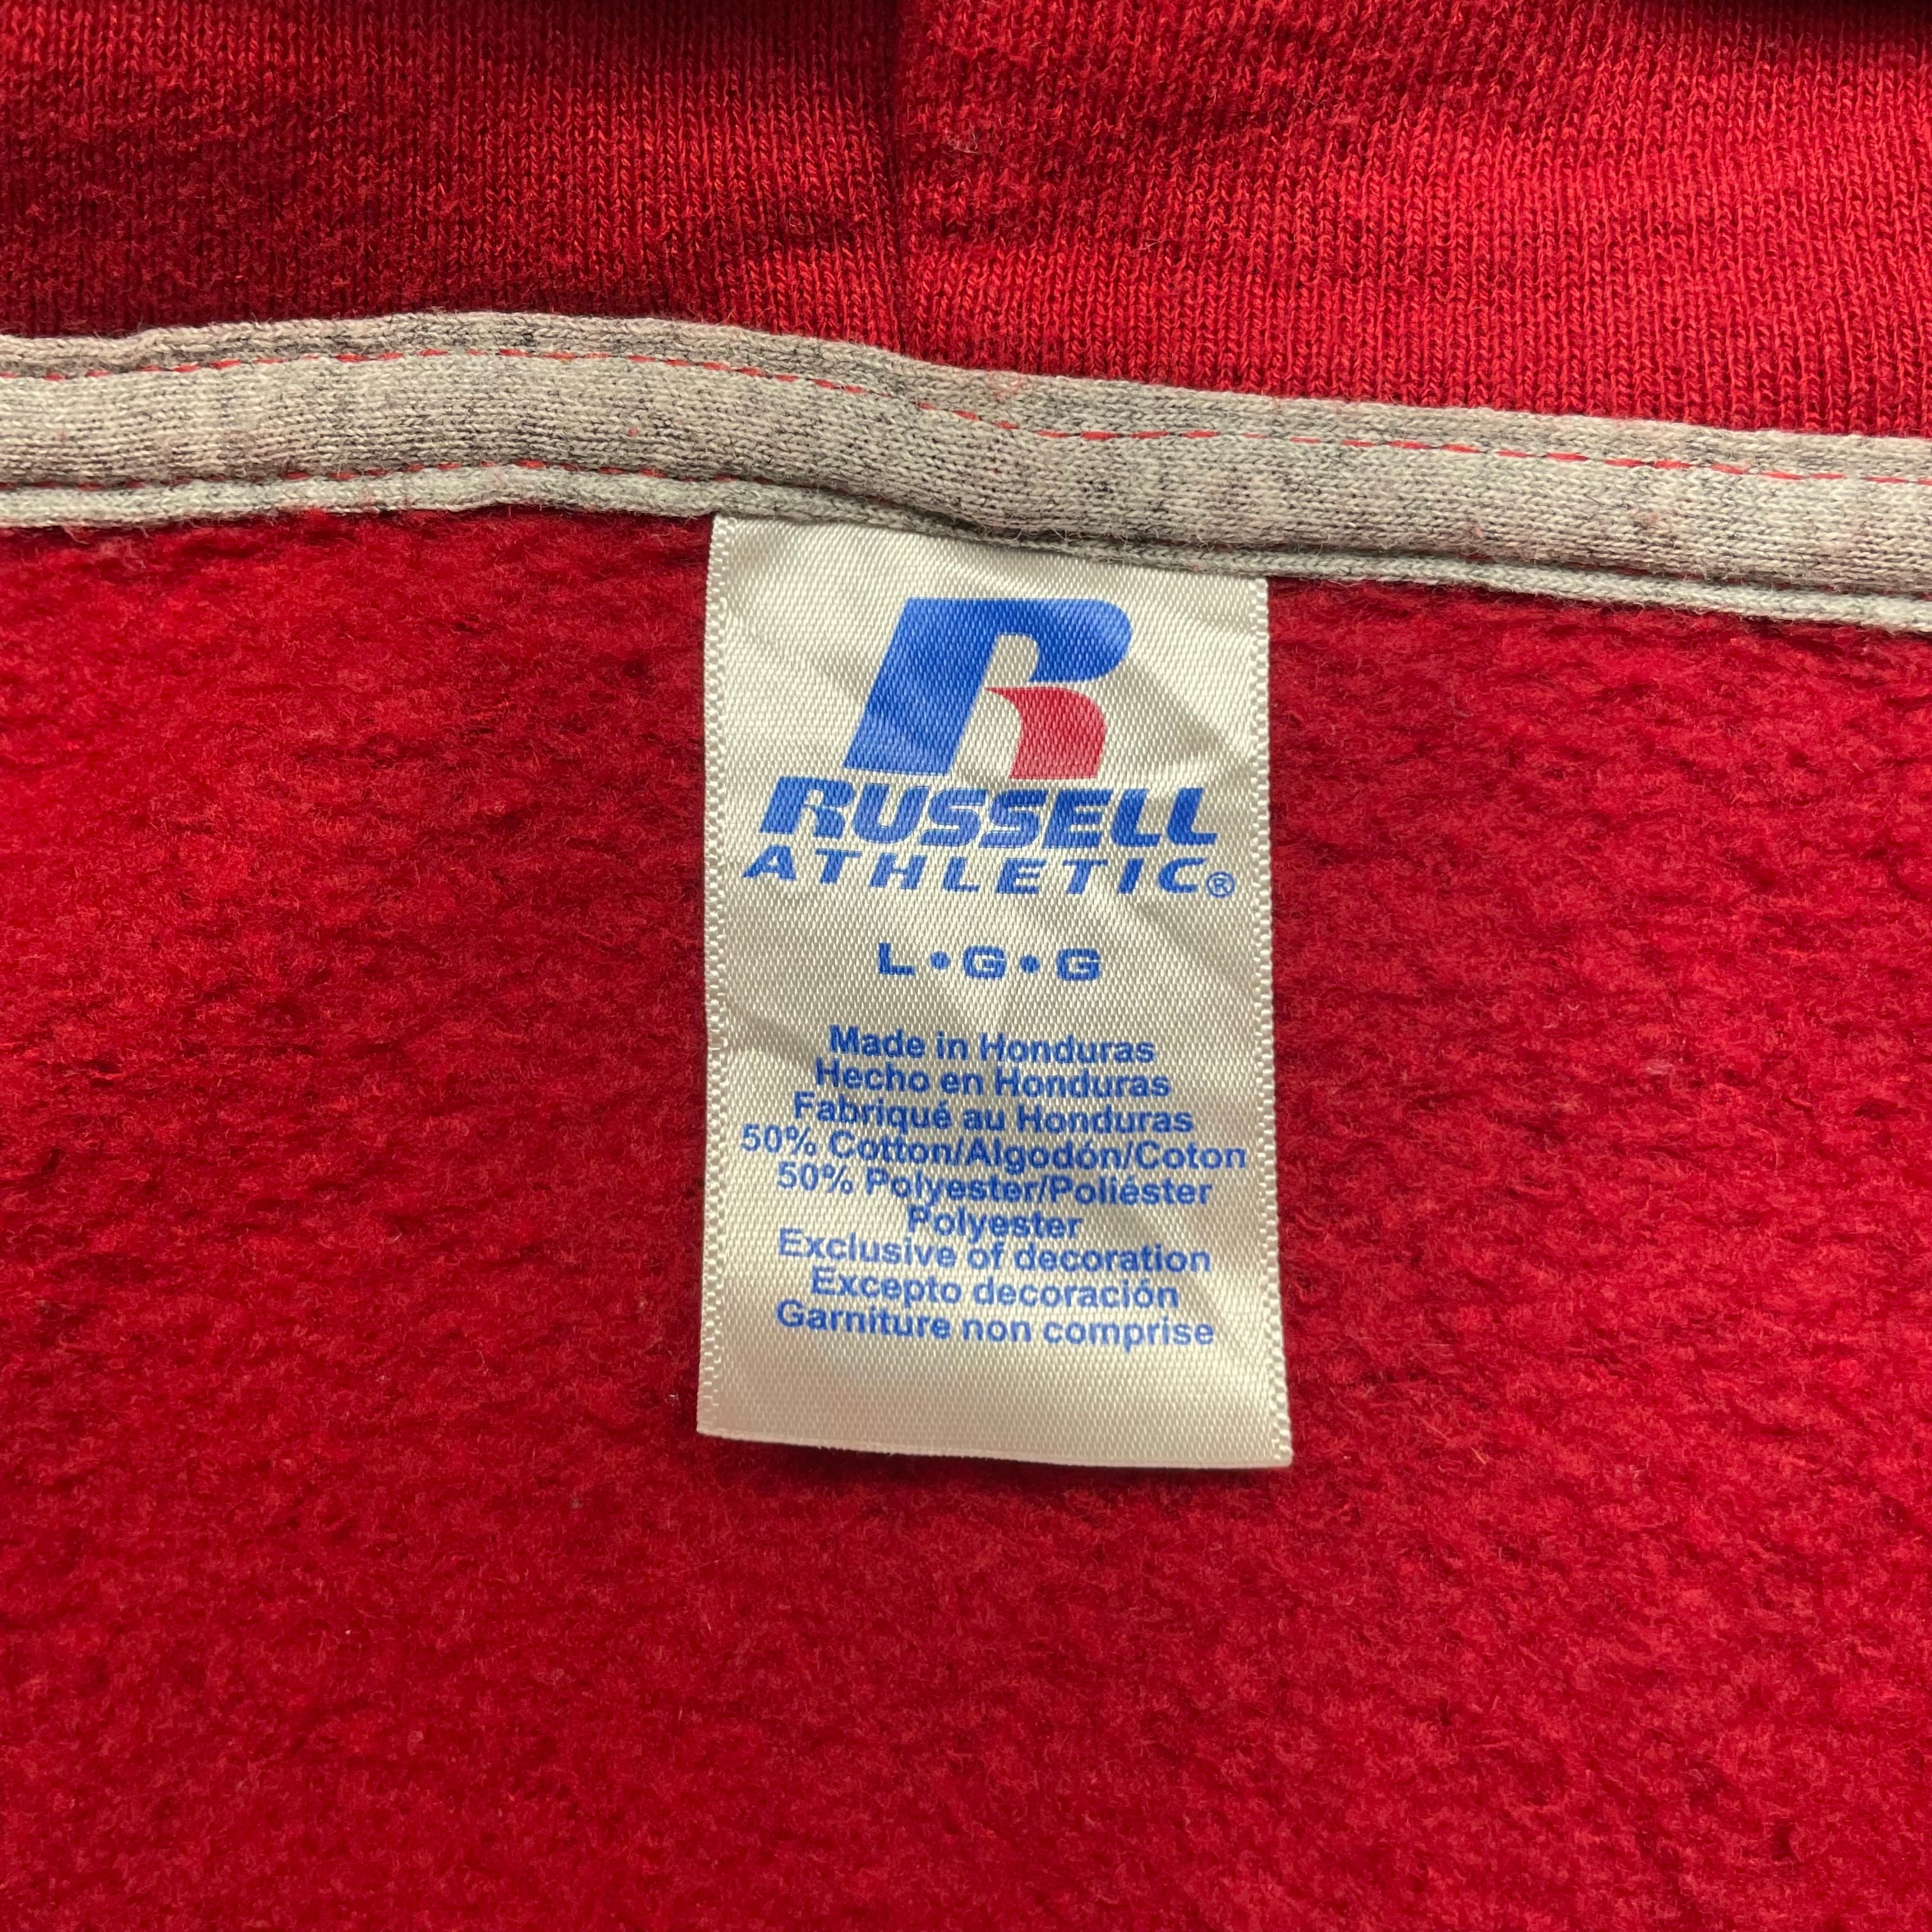 R
RUSSELL
ATHLETIC®
L•G•G
Made in Honduras
Hecho en Honduras
Fabriqué au Honduras
50% Cotton/Algodón/Coton
50% Polyester/Poliéster
Polyester
Exclusive of decoration
Excepto decoración
Garniture non comprise